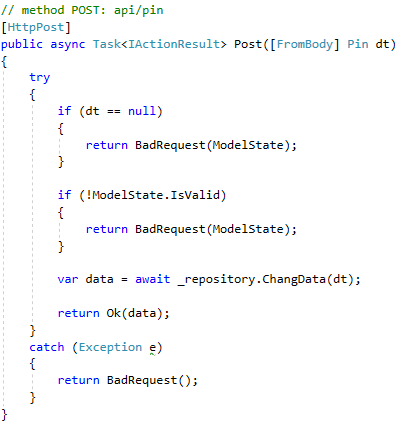 // method POST: api/pin
[HttpPost]
public async Task<IActionResult> Post([FromBody] Pin dt)
{
    try
    {
        if (dt == null)
        {
            return BadRequest(ModelState);
        }

        if (!ModelState.IsValid)
        {
            return BadRequest(ModelState);
        }

        var data = await _repository.ChangData(dt);

        return Ok(data);
    }
    catch (Exception e)
    {
        return BadRequest();
    }
}